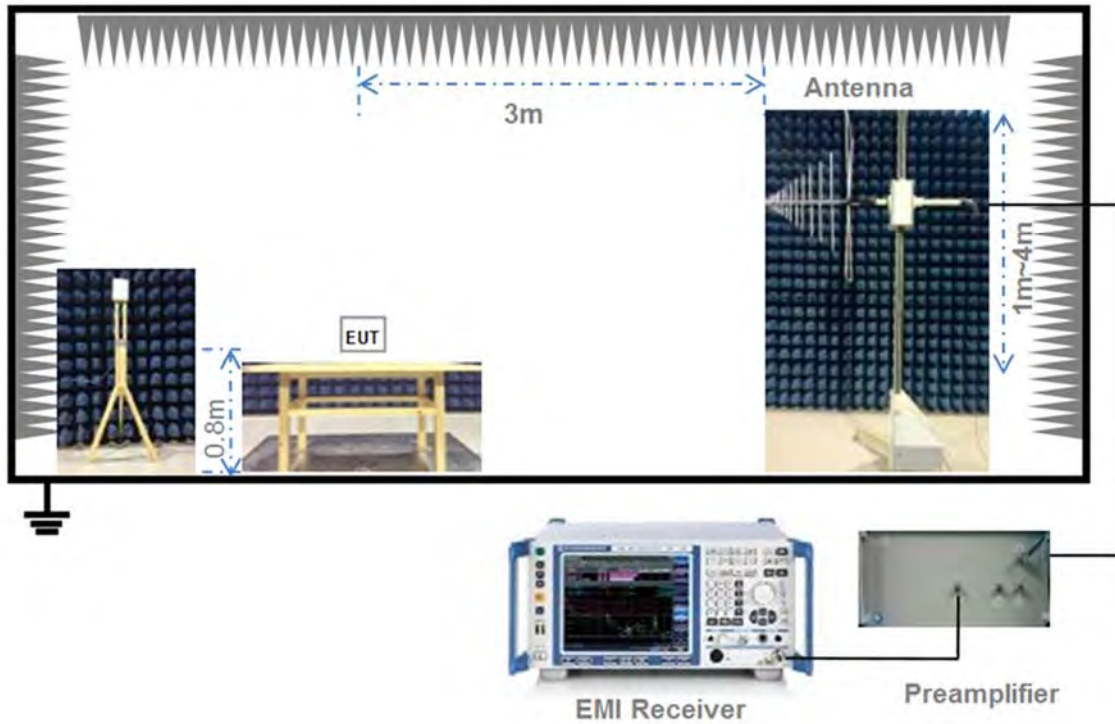 3m
Antenna
1m~4m
EUT
0.8m
EMI Receiver
Preamplifier